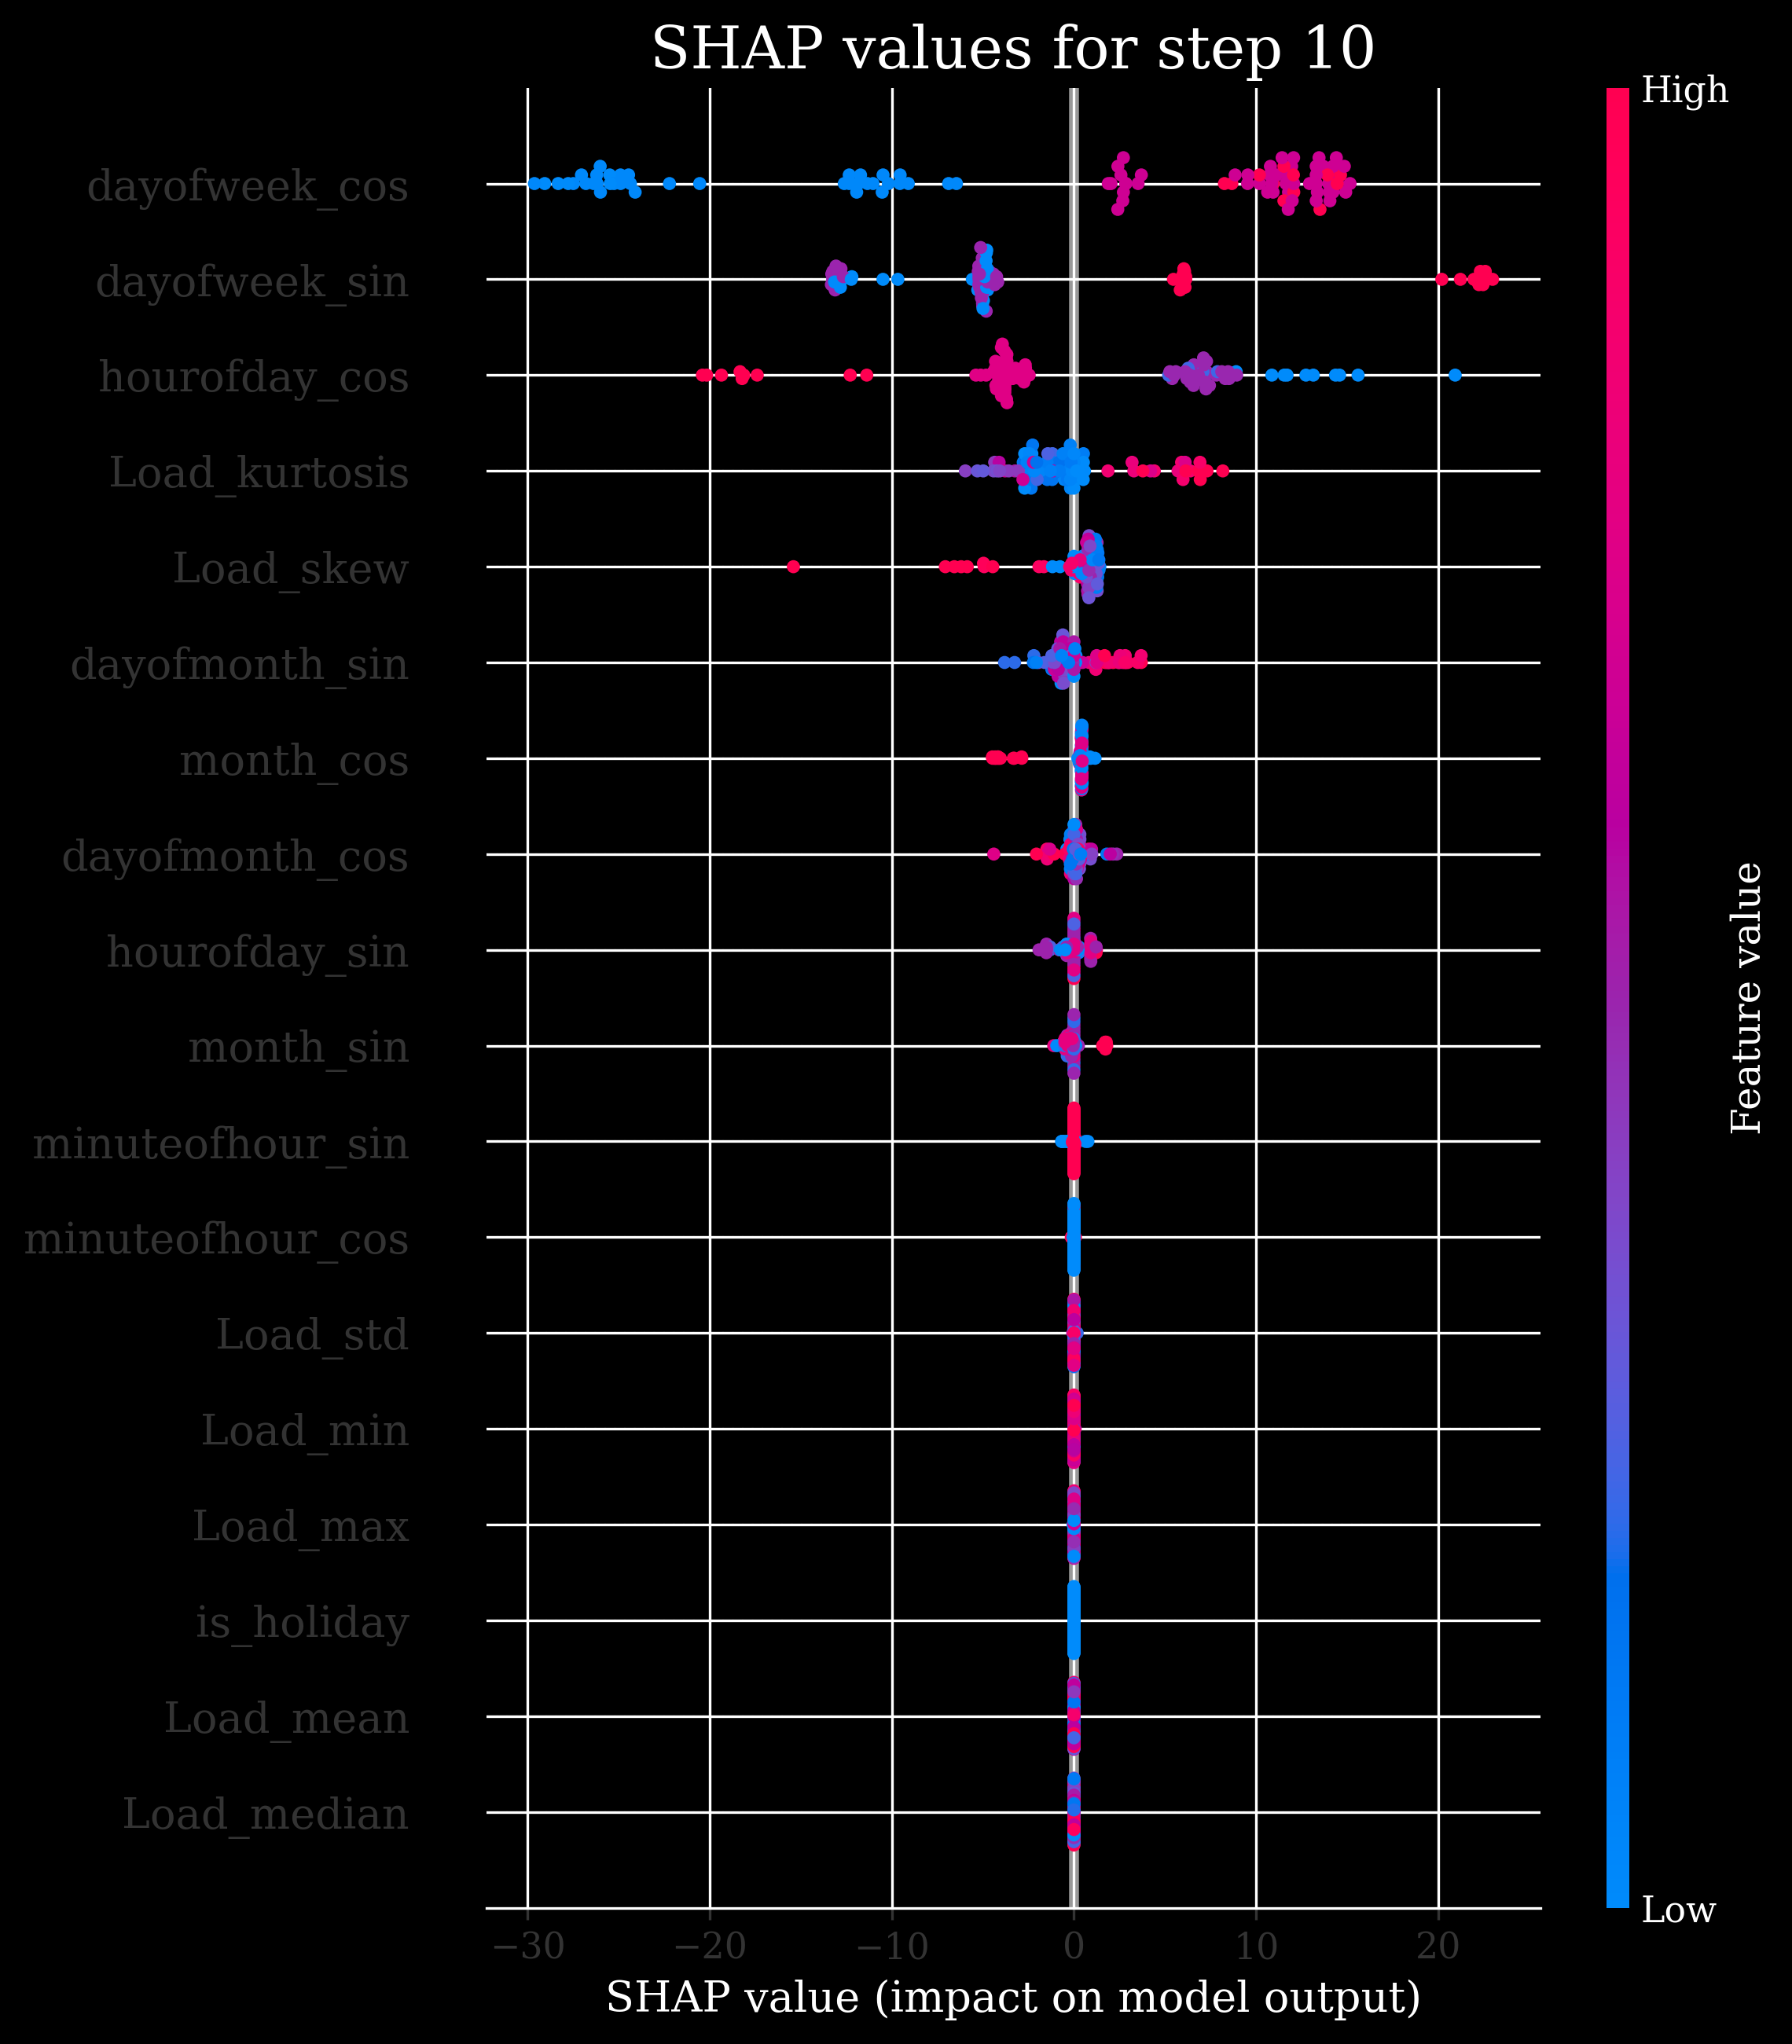 SHAP values for step 10
High
dayofweek_cos
dayofweek_sin
hourofday_cos
Load_kurtosis
Load_skew
dayofmonth_sin
month_cos
dayofmonth_cos
hourofday_sin
month_sin
minuteofhour_sin
minuteofhour_cos
Load_std
Load_min
Load_max
is_holiday
Load_mean
Load_median
Feature value
Low
−30 −20 −10 0 10 20
SHAP value (impact on model output)